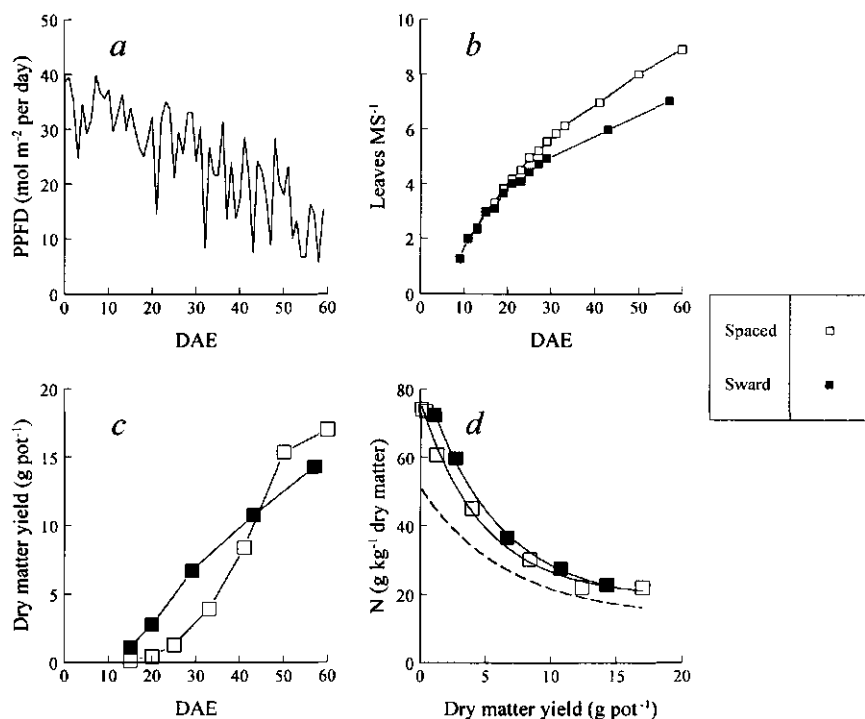 a
PPFD (mol m⁻² per day)
50
40
30
20
10
0
0 10 20 30 40 50 60
DAE
b
Leaves MS⁻¹
10
8
6
4
2
0
0 10 20 30 40 50 60
DAE
Spaced
Sward
c
Dry matter yield (g pot⁻¹)
20
15
10
5
0
0 10 20 30 40 50 60
DAE
d
N (g kg⁻¹ dry matter)
80
60
40
20
0
0 5 10 15 20
Dry matter yield (g pot⁻¹)